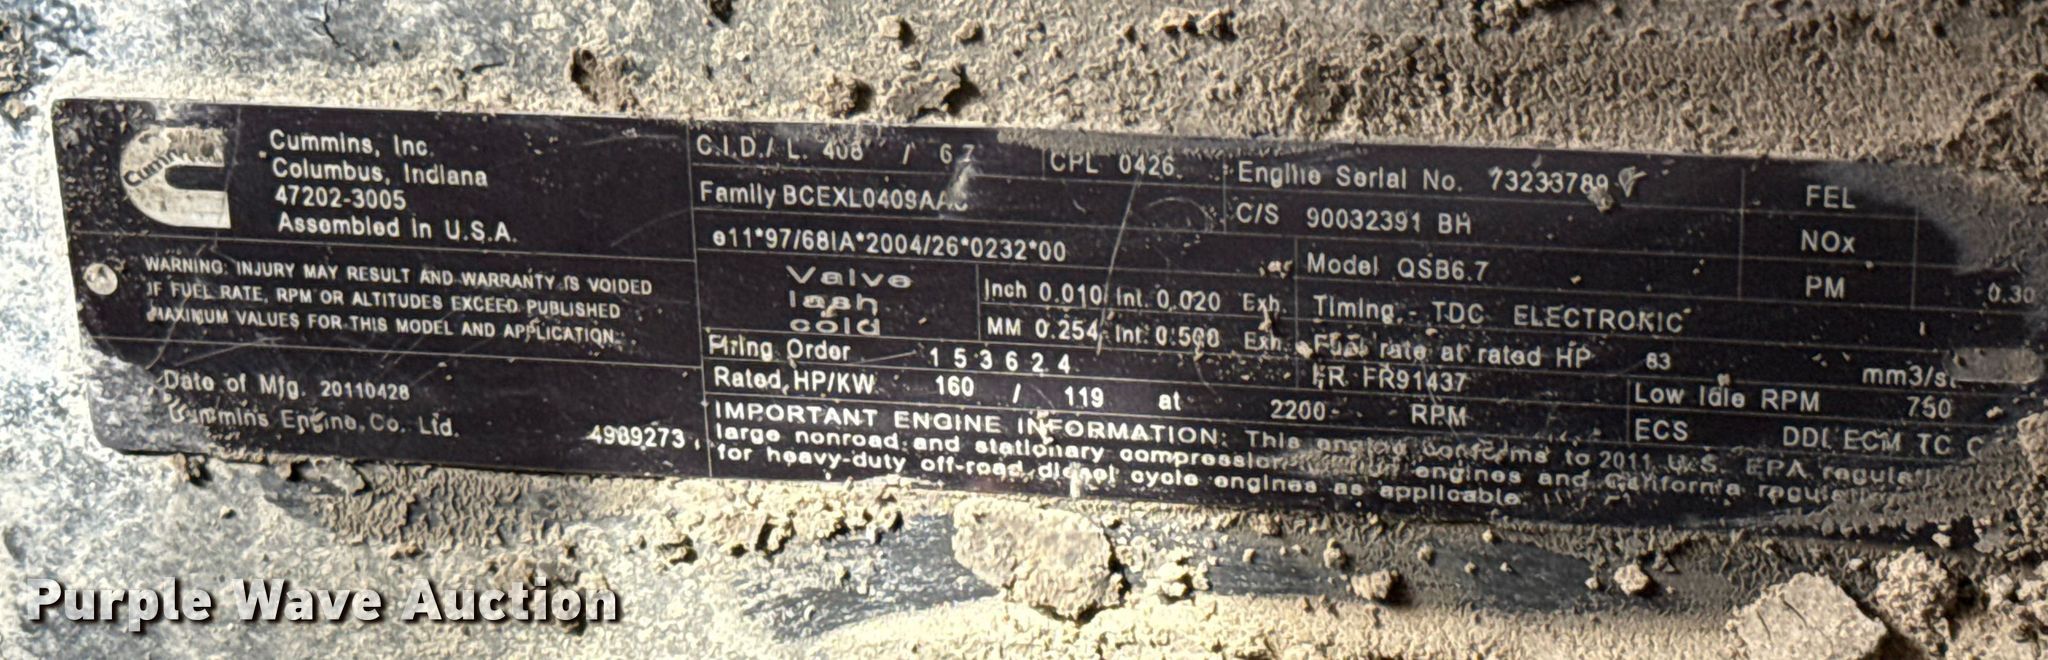 Cummins
Cummins, Inc.
Columbus, Indiana
47202-3005
Assembled in U.S.A.
WARNING: INJURY MAY RESULT AND WARRANTY IS VOIDED
IF FUEL RATE, RPM OR ALTITUDES EXCEED PUBLISHED
MAXIMUM VALUES FOR THIS MODEL AND APPLICATION.
Date of Mfg. 20110428
Cummins Engine Co. Ltd.
4989273
C.I.D./ L. 408 / 6.7 CPL 0426 Engine Serial No. 73233789
Family C/S 90032391 BH
e11*97/68IA*2004/26*0232*00 Model QSB6.7
Valve
lash
cold
Inch 0.010 Int. 0.020 Exh.
MM 0.254 Int. 0.508 Exh.
Timing - TDC ELECTRONIC
Firing Order 1 5 3 6 2 4 Fuel rate at rated HP 83 mm3/st
Rated HP/KW 160 / 119 at 2200 RPM
FR FR91437
Low Idle RPM 750
ECS DDI ECM TC
FEL
NOx
PM 0.30
IMPORTANT ENGINE INFORMATION: This engine conforms to 2011 U.S. EPA
large nonroad and stationary compression engines and California
for heavy-duty off-road diesel cycle engines as applicable.
Purple Wave Auction